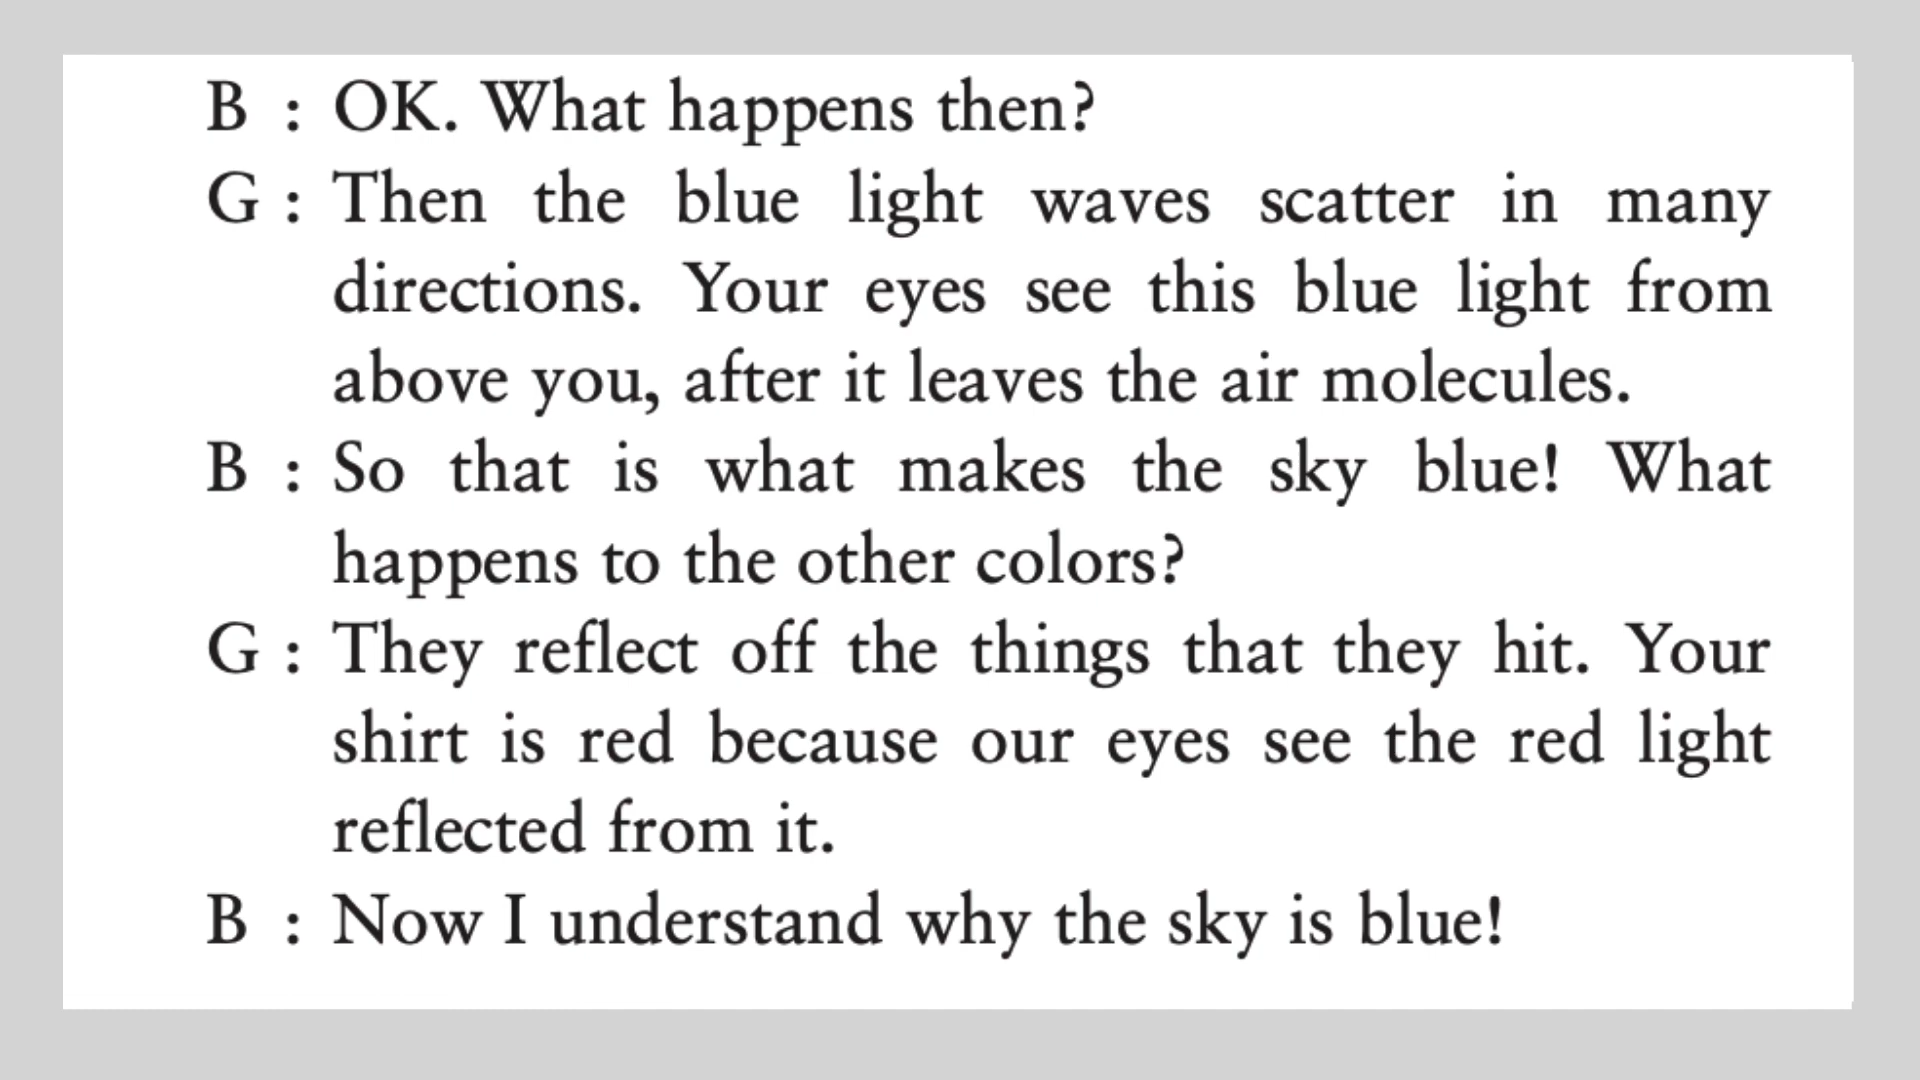 B : OK. What happens then?
G : Then the blue light waves scatter in many
directions. Your eyes see this blue light from
above you, after it leaves the air molecules.
B : So that is what makes the sky blue! What
happens to the other colors?
G : They reflect off the things that they hit. Your
shirt is red because our eyes see the red light
reflected from it.
B : Now I understand why the sky is blue!